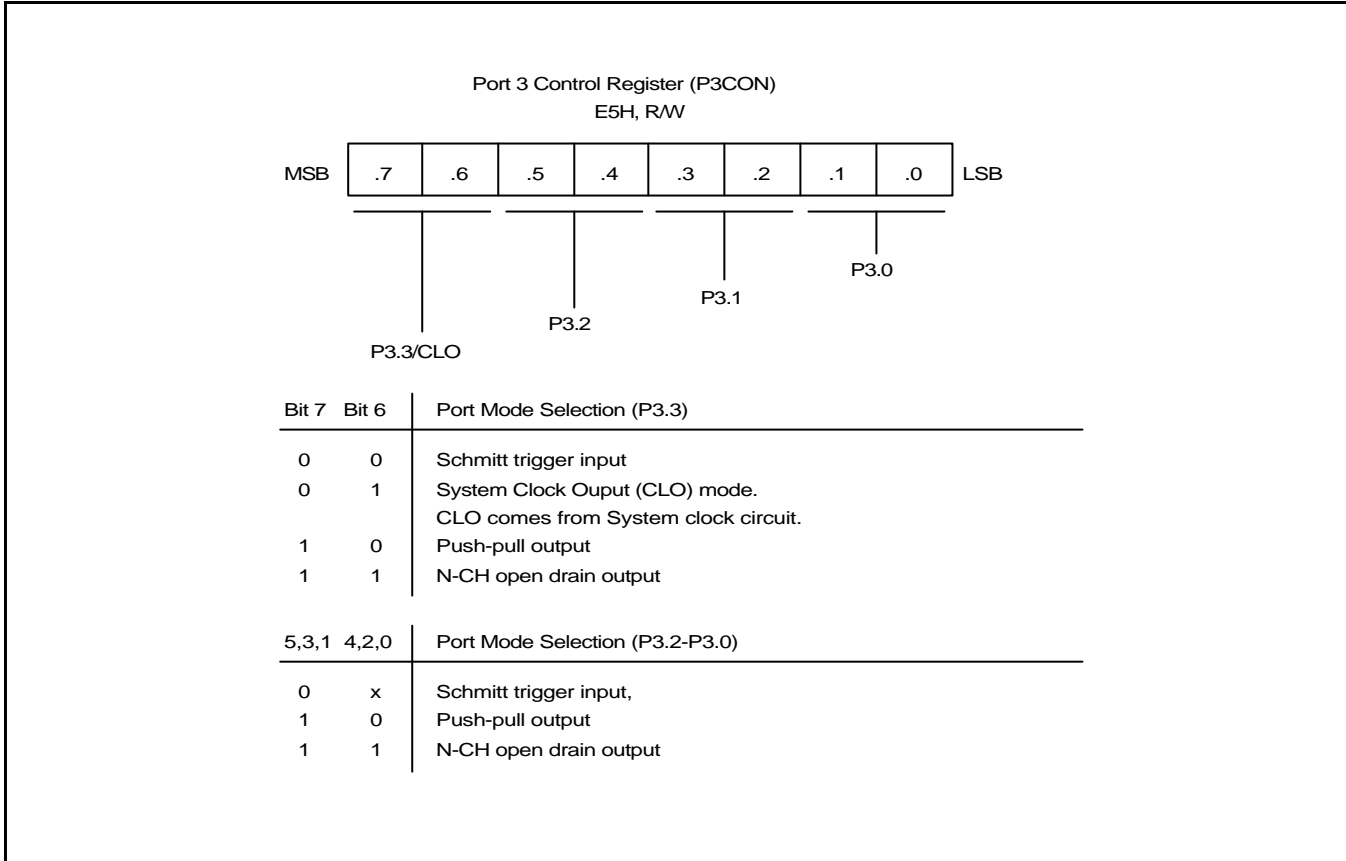 Port 3 Control Register (P3CON)
E5H, R/W
MSB .7 .6 .5 .4 .3 .2 .1 .0 LSB
P3.0
P3.1
P3.2
P3.3/CLO
Bit 7 Bit 6 Port Mode Selection (P3.3)
0 0 Schmitt trigger input
0 1 System Clock Ouput (CLO) mode.
CLO comes from System clock circuit.
1 0 Push-pull output
1 1 N-CH open drain output
5,3,1 4,2,0 Port Mode Selection (P3.2-P3.0)
0 x Schmitt trigger input,
1 0 Push-pull output
1 1 N-CH open drain output